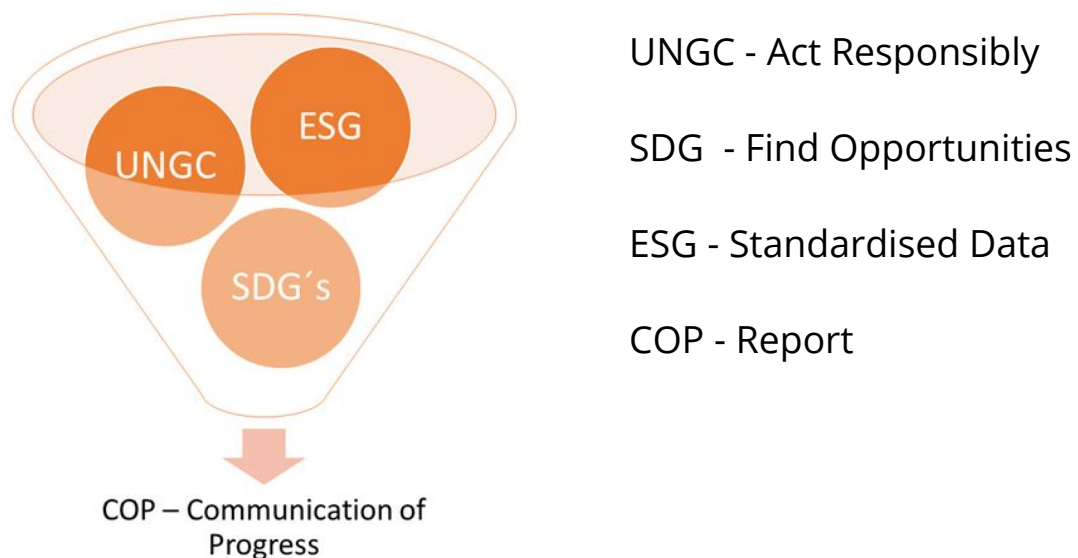 UNGC
ESG
SDG´s
COP – Communication of
Progress
UNGC - Act Responsibly
SDG  - Find Opportunities
ESG - Standardised Data
COP - Report